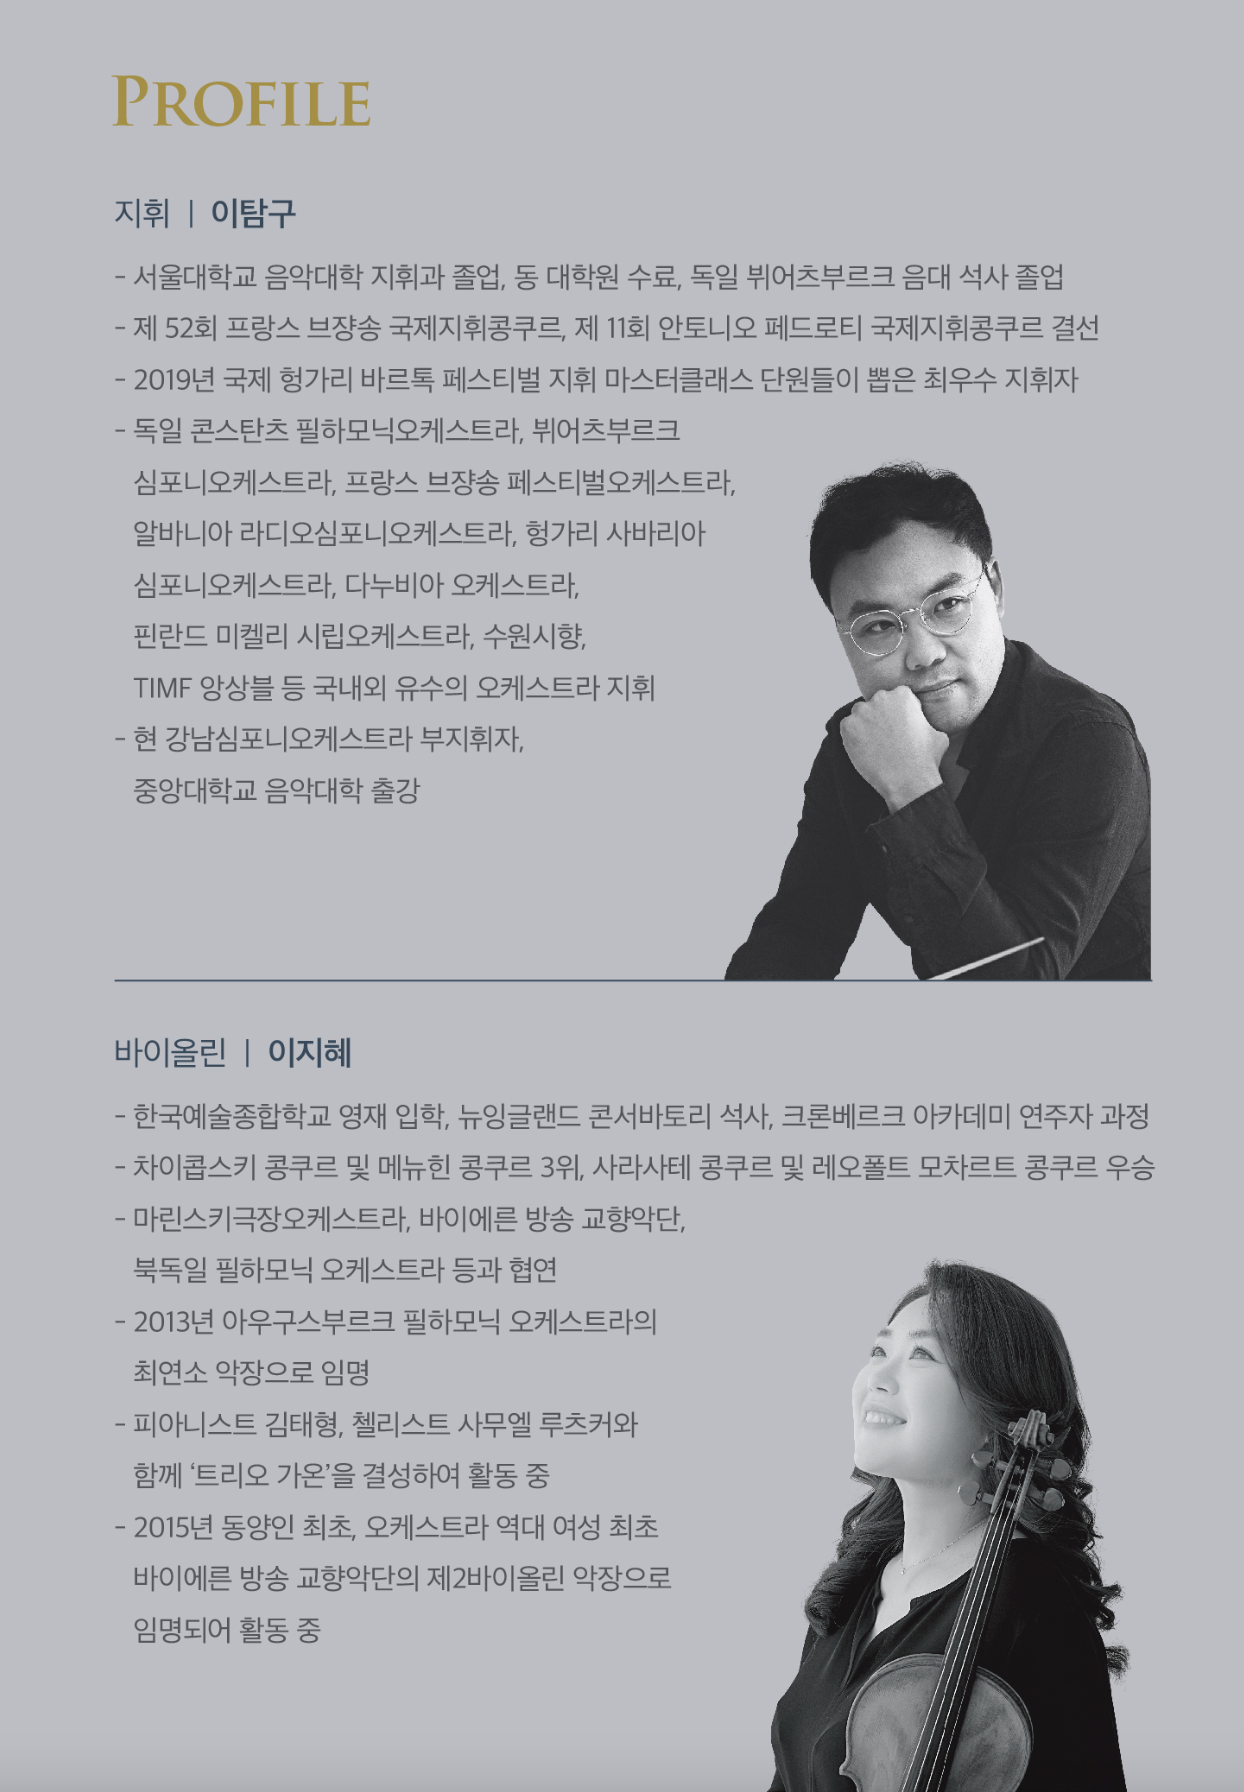 PROFILE
지휘 | 이탐구
- 서울대학교 음악대학 지휘과 졸업, 동 대학원 수료, 독일 뷔어츠부르크 음대 석사 졸업
- 제 52회 프랑스 브장송 국제지휘콩쿠르, 제 11회 안토니오 페드로티 국제지휘콩쿠르 결선
- 2019년 국제 헝가리 바르톡 페스티벌 지휘 마스터클래스 단원들이 뽑은 최우수 지휘자
- 독일 콘스탄츠 필하모닉오케스트라, 뷔어츠부르크
심포니오케스트라, 프랑스 브장송 페스티벌오케스트라,
알바니아 라디오심포니오케스트라, 헝가리 사바리아
심포니오케스트라, 다누비아 오케스트라,
핀란드 미켈리 시립오케스트라, 수원시향,
TIMF 앙상블 등 국내외 유수의 오케스트라 지휘
- 현 강남심포니오케스트라 부지휘자,
중앙대학교 음악대학 출강
바이올린 | 이지혜
- 한국예술종합학교 영재 입학, 뉴잉글랜드 콘서바토리 석사, 크론베르크 아카데미 연주자 과정
- 차이콥스키 콩쿠르 및 메뉴힌 콩쿠르 3위, 사라사테 콩쿠르 및 레오폴트 모차르트 콩쿠르 우승
- 마린스키극장오케스트라, 바이에른 방송 교향악단,
북독일 필하모닉 오케스트라 등과 협연
- 2013년 아우구스부르크 필하모닉 오케스트라의
최연소 악장으로 임명
- 피아니스트 김태형, 첼리스트 사무엘 루츠커와
함께 ‘트리오 가온’을 결성하여 활동 중
- 2015년 동양인 최초, 오케스트라 역대 여성 최초
바이에른 방송 교향악단의 제2바이올린 악장으로
임명되어 활동 중